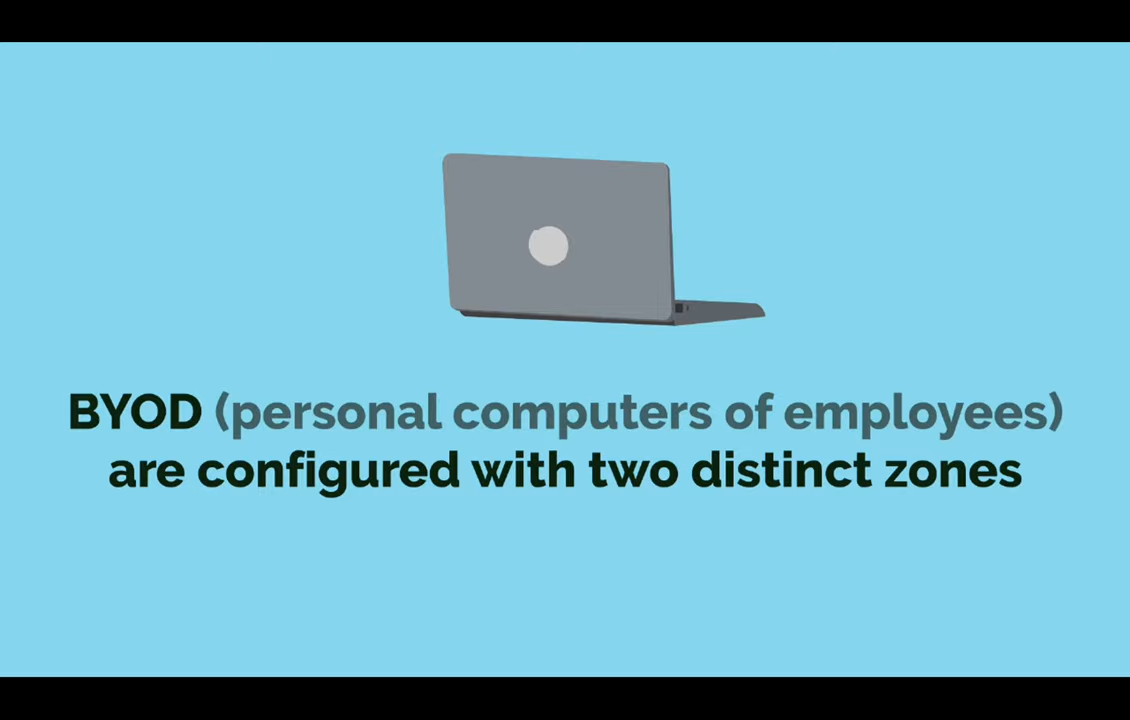 BYOD (personal computers of employees)
are configured with two distinct zones